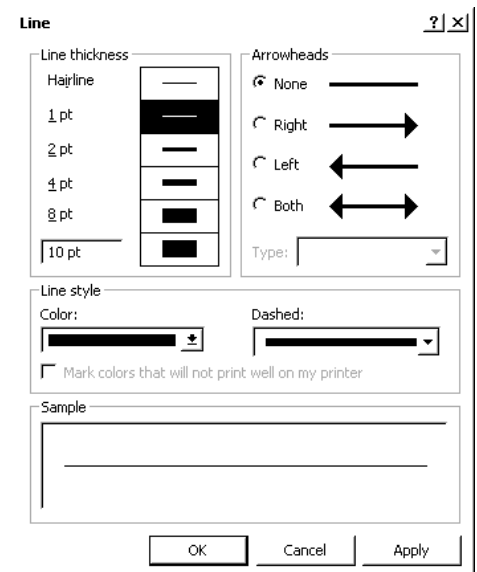 Line
? ×
Line thickness
Hairline
1 pt
2 pt
4 pt
8 pt
10 pt
Arrowheads
None
Right
Left
Both
Type:
Line style
Color:
Dashed:
Mark colors that will not print well on my printer
Sample
OK
Cancel
Apply